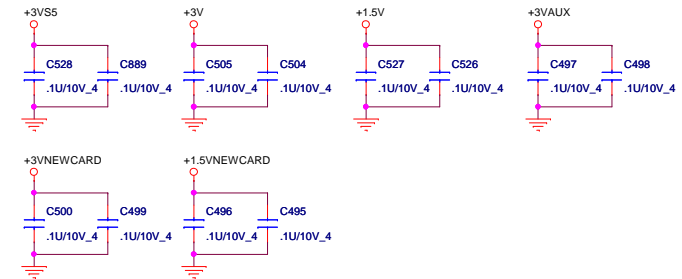 +3VS5 +3V +1.5V +3VAUX
C528 C889 C505 C504 C527 C526 C497 C498
.1U/10V_4 .1U/10V_4 .1U/10V_4 .1U/10V_4 .1U/10V_4 .1U/10V_4 .1U/10V_4 .1U/10V_4
+3VNEWCARD +1.5VNEWCARD
C500 C499 C496 C495
.1U/10V_4 .1U/10V_4 .1U/10V_4 .1U/10V_4